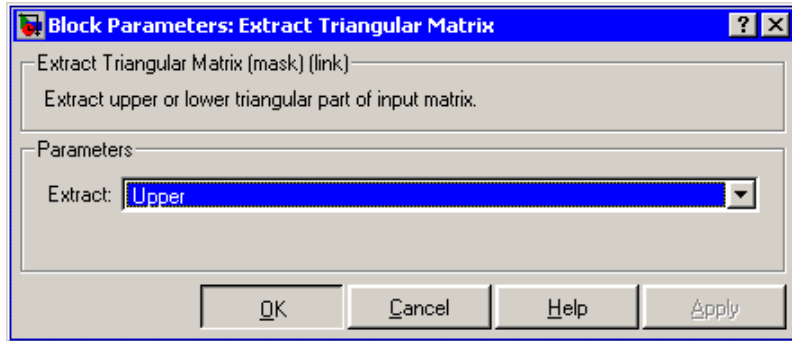 Block Parameters: Extract Triangular Matrix
Extract Triangular Matrix (mask) (link)
Extract upper or lower triangular part of input matrix.
Parameters
Extract: Upper
OK Cancel Help Apply